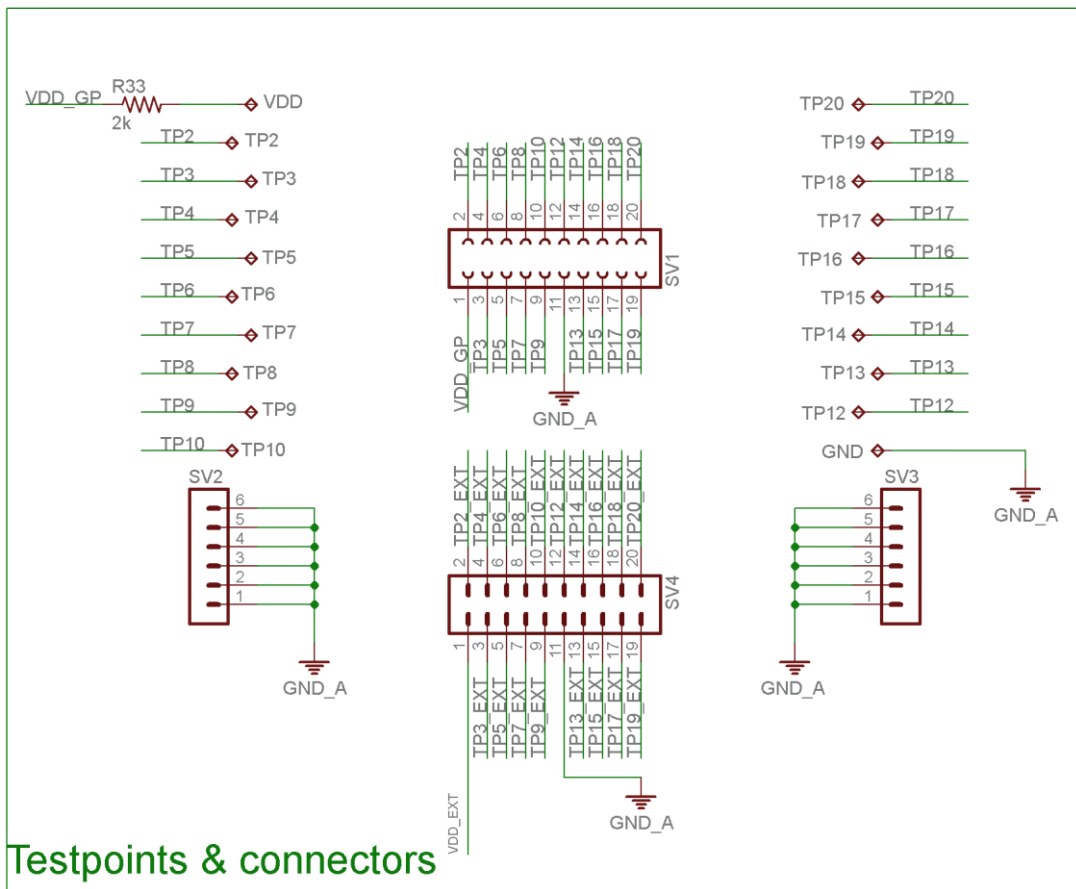 R33
VDD_GP
VDD
2k
TP2 TP2
TP3 TP3
TP4 TP4
TP5 TP5
TP6 TP6
TP7 TP7
TP8 TP8
TP9 TP9
TP10 TP10
TP2 TP4 TP6 TP8 TP10 TP12 TP14 TP16 TP18 TP20
2 4 6 8 10 12 14 16 18 20
SV1
1 3 5 7 9 11 13 15 17 19
VDD_GP TP3 TP5 TP7 TP9 TP13 TP15 TP17 TP19
GND_A
TP20 TP20
TP19 TP19
TP18 TP18
TP17 TP17
TP16 TP16
TP15 TP15
TP14 TP14
TP13 TP13
TP12 TP12
GND
GND_A
SV2
6
5
4
3
2
1
GND_A
TP2_EXT TP4_EXT TP6_EXT TP8_EXT TP10_EXT TP12_EXT TP14_EXT TP16_EXT TP18_EXT TP20_EXT
2 4 6 8 10 12 14 16 18 20
SV4
1 3 5 7 9 11 13 15 17 19
TP3_EXT TP5_EXT TP7_EXT TP9_EXT TP13_EXT TP15_EXT TP17_EXT TP19_EXT
VDD_EXT
GND_A
SV3
6
5
4
3
2
1
GND_A
Testpoints & connectors